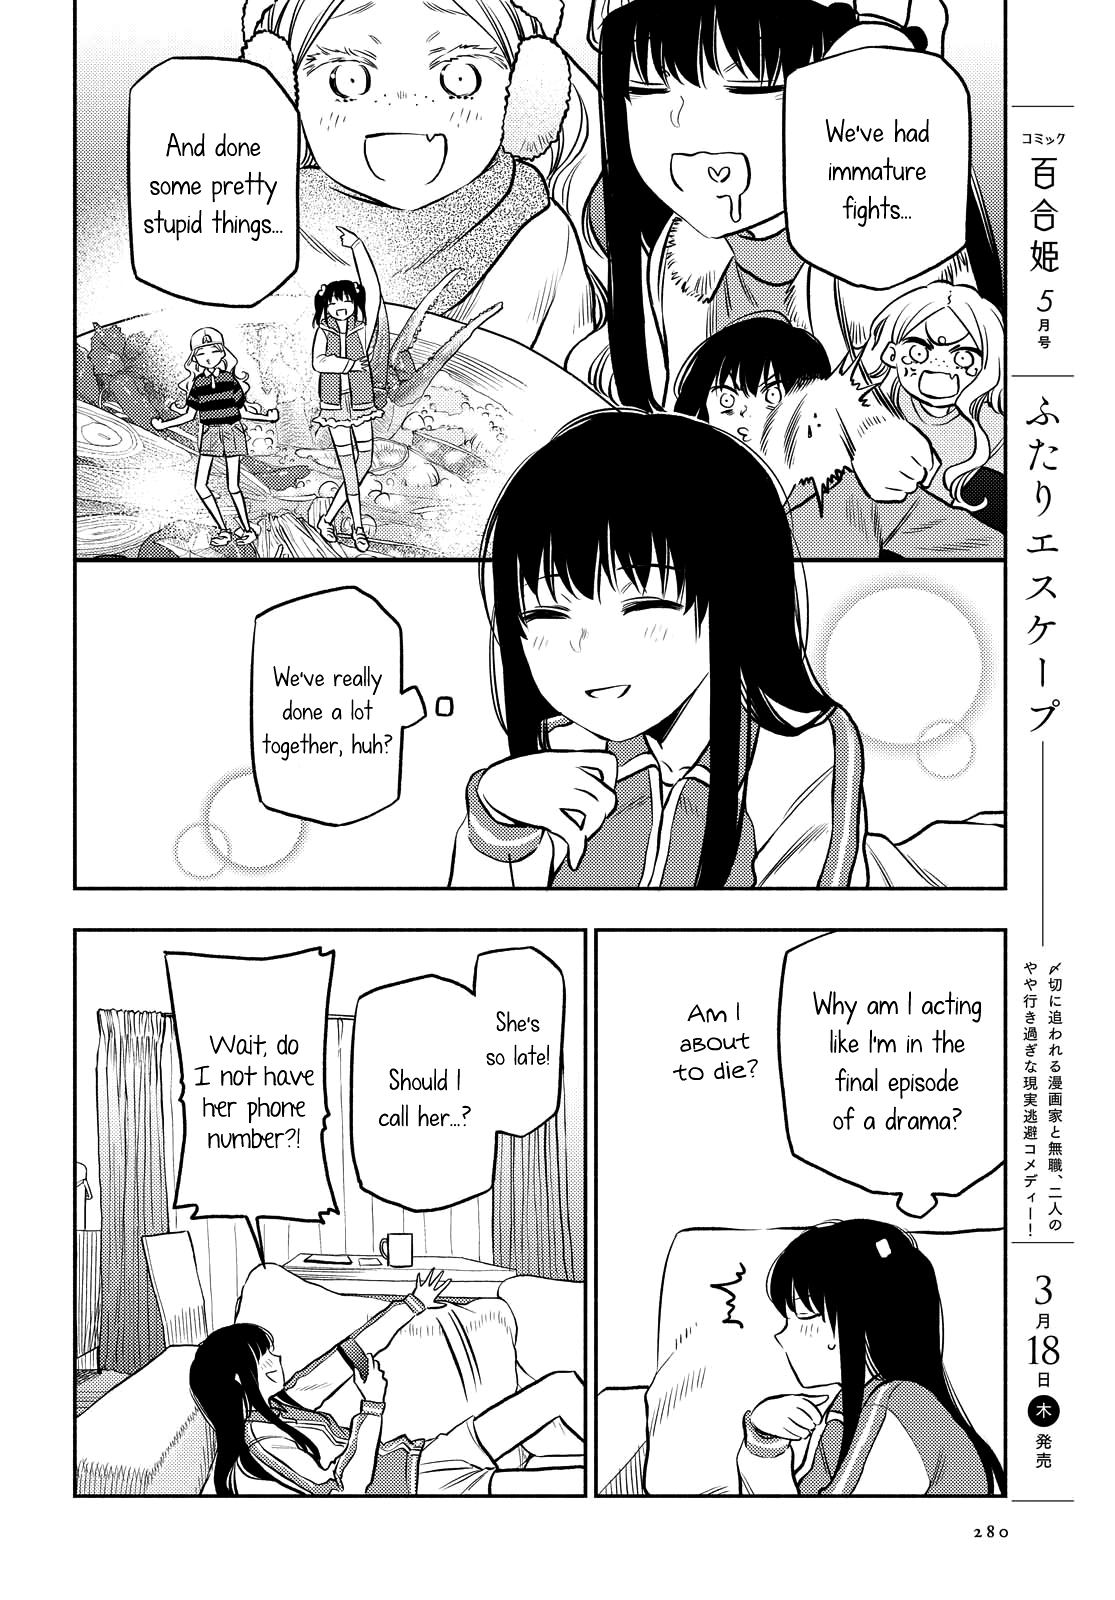 We've had
immature
fights...
And done
some pretty
stupid things...
We've really
done a lot
together, huh?
Why am I acting
like I'm in the
final episode
of a drama?
Am I
about
to die?
She's
so late!
Should I
call her...?
Wait, do
I not have
her phone
number?!
コミック
百合姫
5月号
ふたりエスケープ
〆切に追われる漫画家と無職、二人の
やや行き過ぎな現実逃避コメディー！
3月18日木発売
280